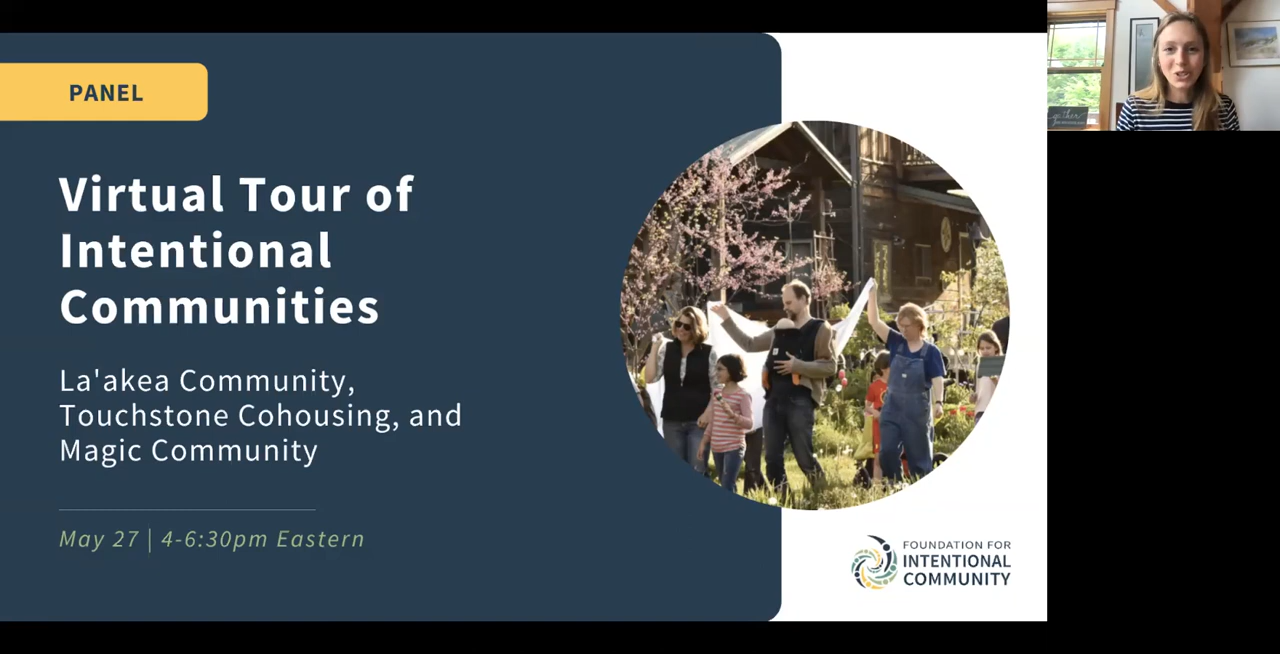 PANEL
Virtual Tour of
Intentional
Communities
La'akea Community,
Touchstone Cohousing, and
Magic Community
May 27 | 4-6:30pm Eastern
FOUNDATION FOR
INTENTIONAL
COMMUNITY
gather